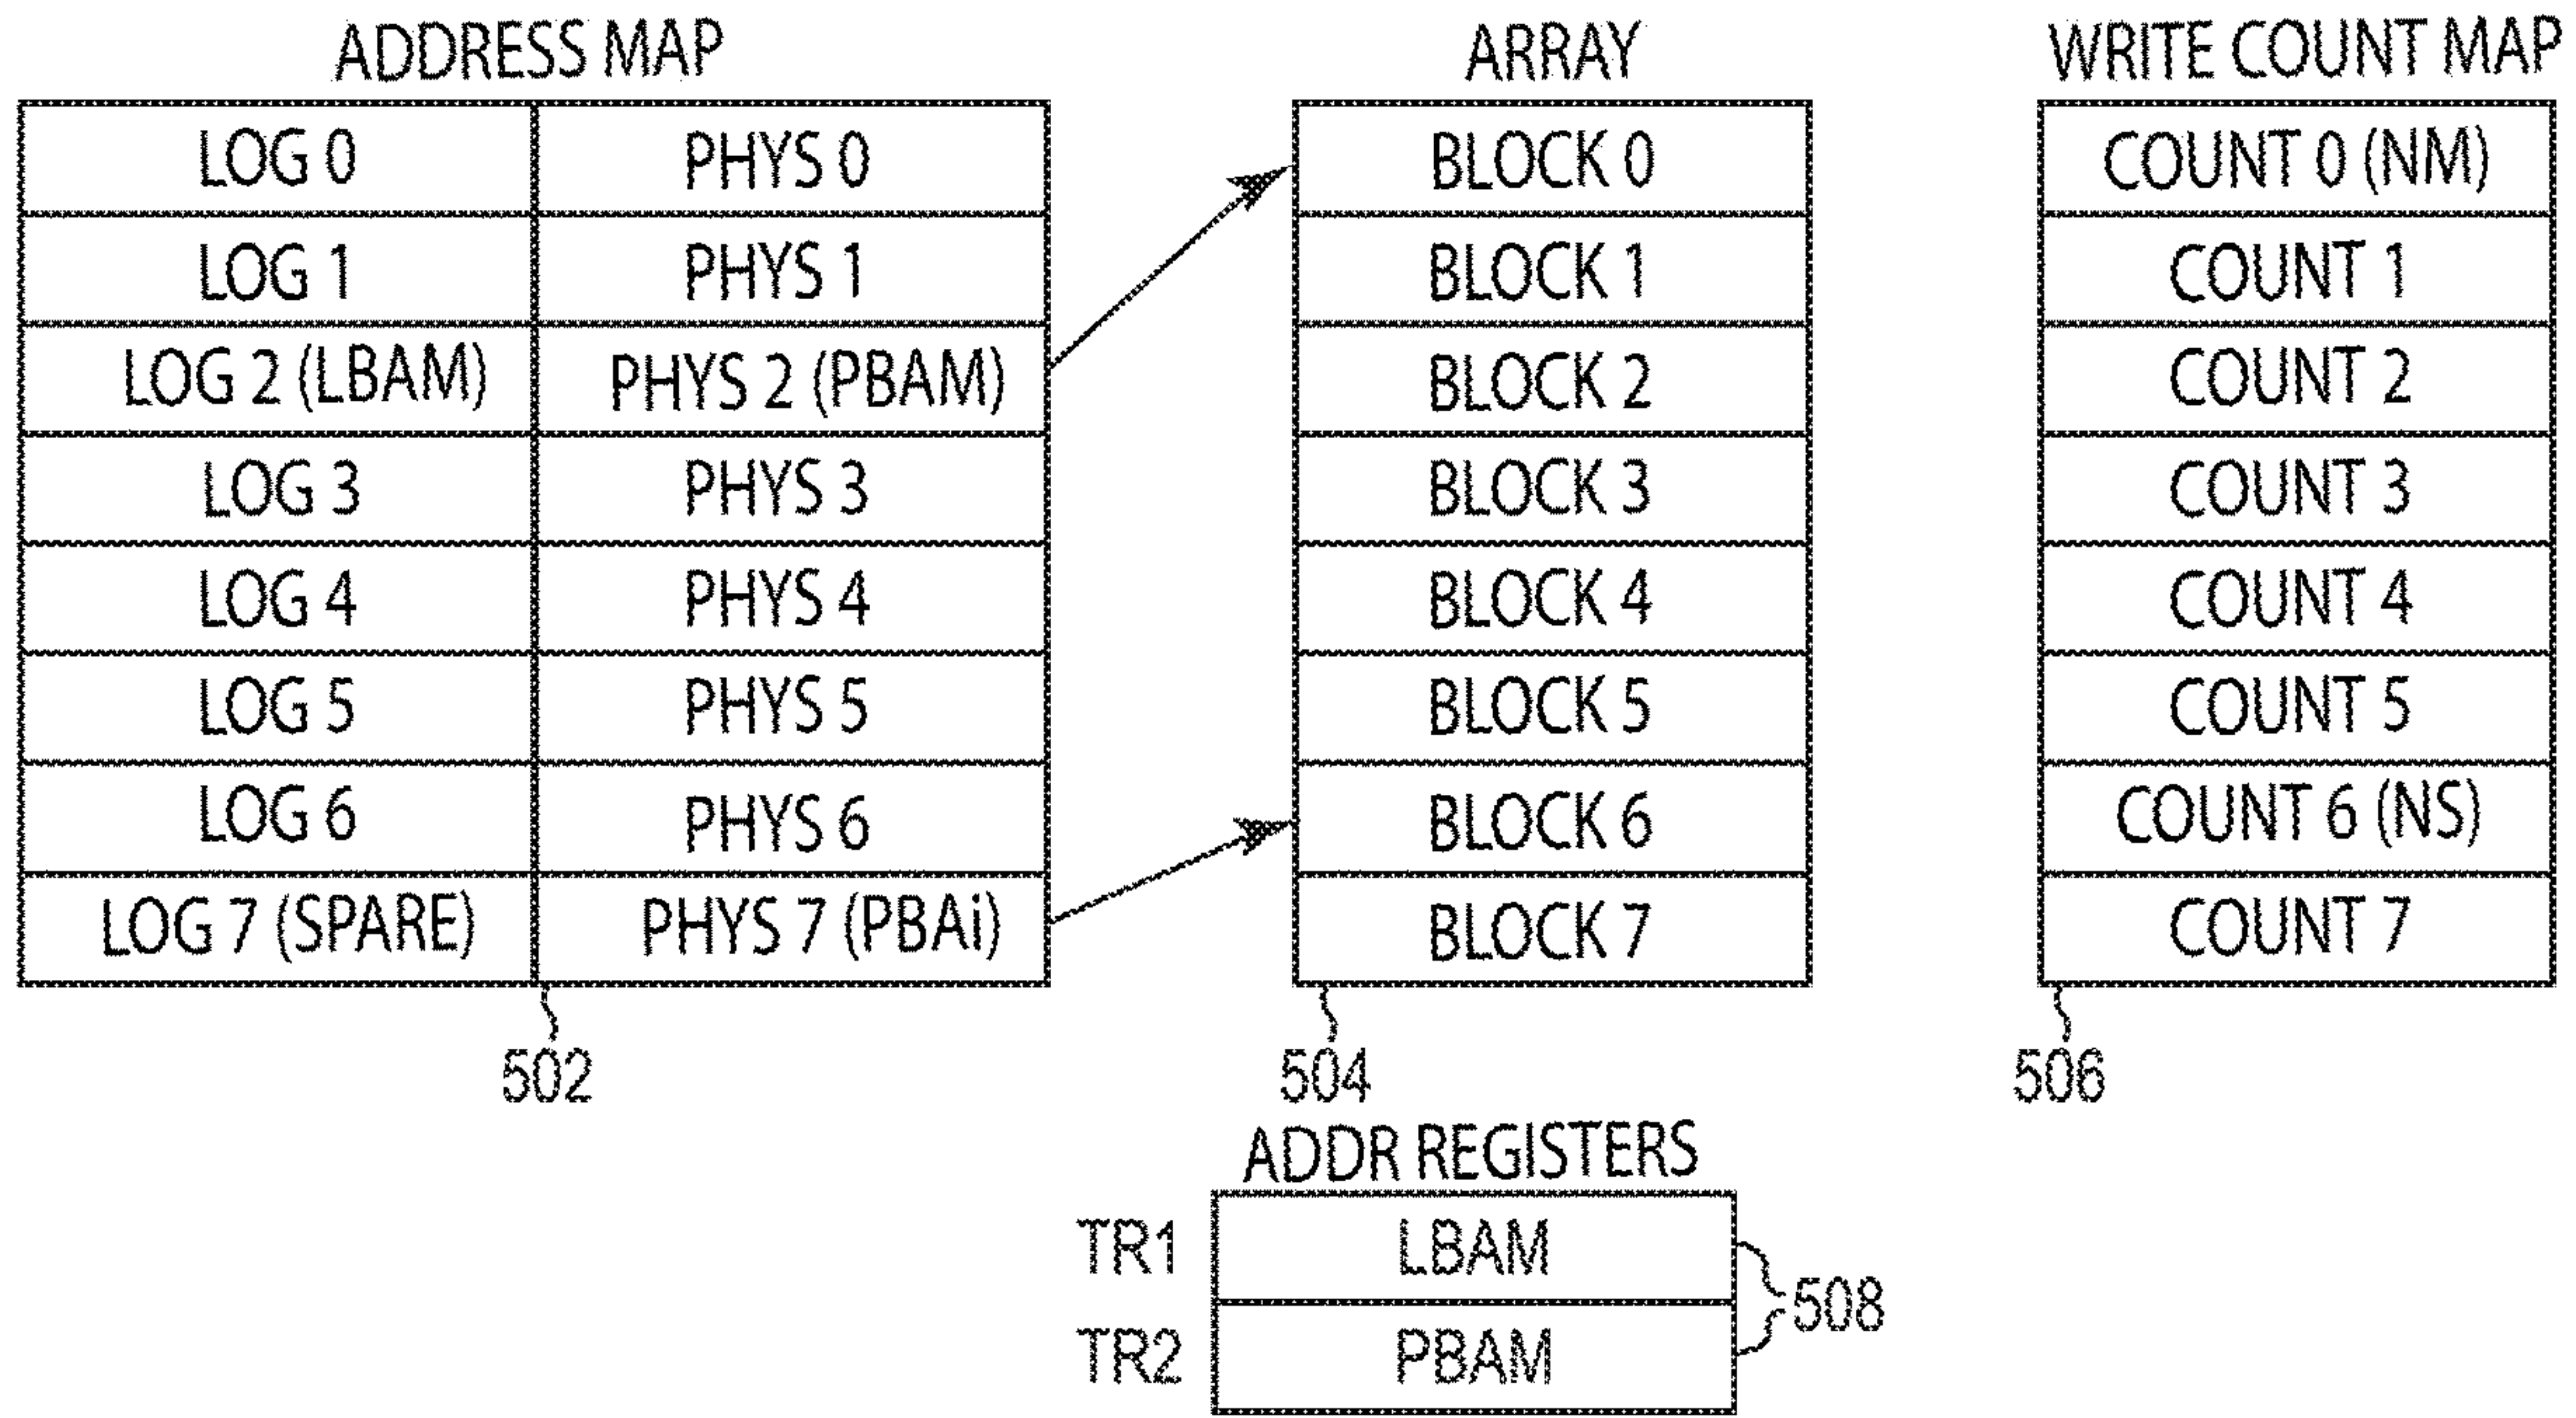 ADDRESS MAP ARRAY WRITE COUNT MAP
LOG 0 PHYS 0 BLOCK 0 COUNT 0 (NM)
LOG 1 PHYS 1 BLOCK 1 COUNT 1
LOG 2 (LBAM) PHYS 2 (PBAM) BLOCK 2 COUNT 2
LOG 3 PHYS 3 BLOCK 3 COUNT 3
LOG 4 PHYS 4 BLOCK 4 COUNT 4
LOG 5 PHYS 5 BLOCK 5 COUNT 5
LOG 6 PHYS 6 BLOCK 6 COUNT 6 (NS)
LOG 7 (SPARE) PHYS 7 (PBAi) BLOCK 7 COUNT 7
502 504 506
ADDR REGISTERS
TR1 LBAM
508
TR2 PBAM